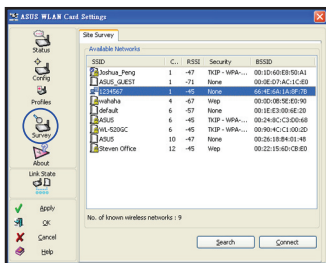 ASUS WLAN Card Settings
Status
Config
Profiles
Survey
About
Link State
Apply
OK
Cancel
Help
Site Survey
Available Networks
SSID C.. RSSI Security BSSID
Joshua_Peng 1 -47 TKIP - WPA-... 00:1D:60:E8:50:A1
ASUS_GUEST 1 -71 None 00:0E:D7:AC:1C:E0
1234567 1 -45 None 66:4E:6A:1A:8F:7B
wahaha 4 -67 Wep 00:0D:0B:5E:E0:90
default 6 -57 None 00:1E:E3:00:6E:20
ASUS 6 -45 TKIP - WPA-... 00:24:8C:C3:D0:68
WL-520GC 6 -45 TKIP - WPA-... 00:90:4C:C1:00:2D
ASUS 10 -47 None 00:26:18:84:01:48
Steven Office 12 -45 Wep 00:22:15:6D:CB:E0
No. of known wireless networks : 9
Search Connect